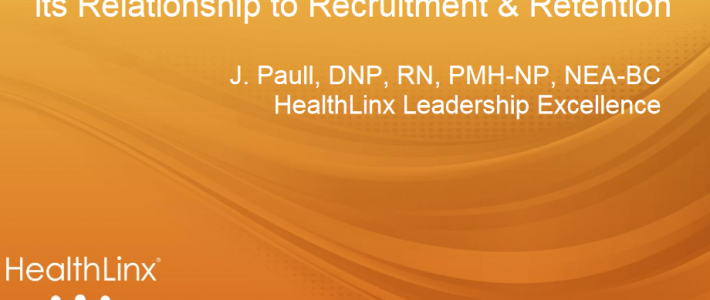 its Relationship to Recruitment & Retention
J. Paull, DNP, RN, PMH-NP, NEA-BC
HealthLinx Leadership Excellence
HealthLinx®